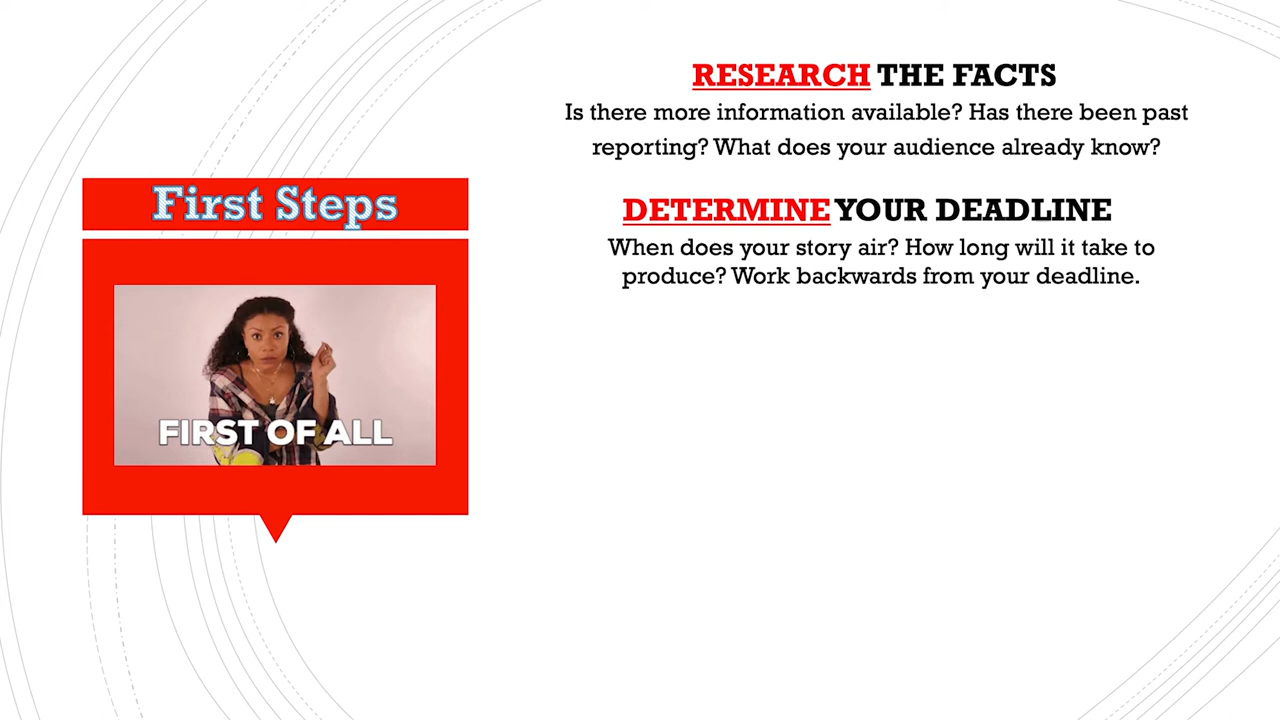 First Steps
FIRST OF ALL
RESEARCH THE FACTS
Is there more information available? Has there been past
reporting? What does your audience already know?
DETERMINE YOUR DEADLINE
When does your story air? How long will it take to
produce? Work backwards from your deadline.